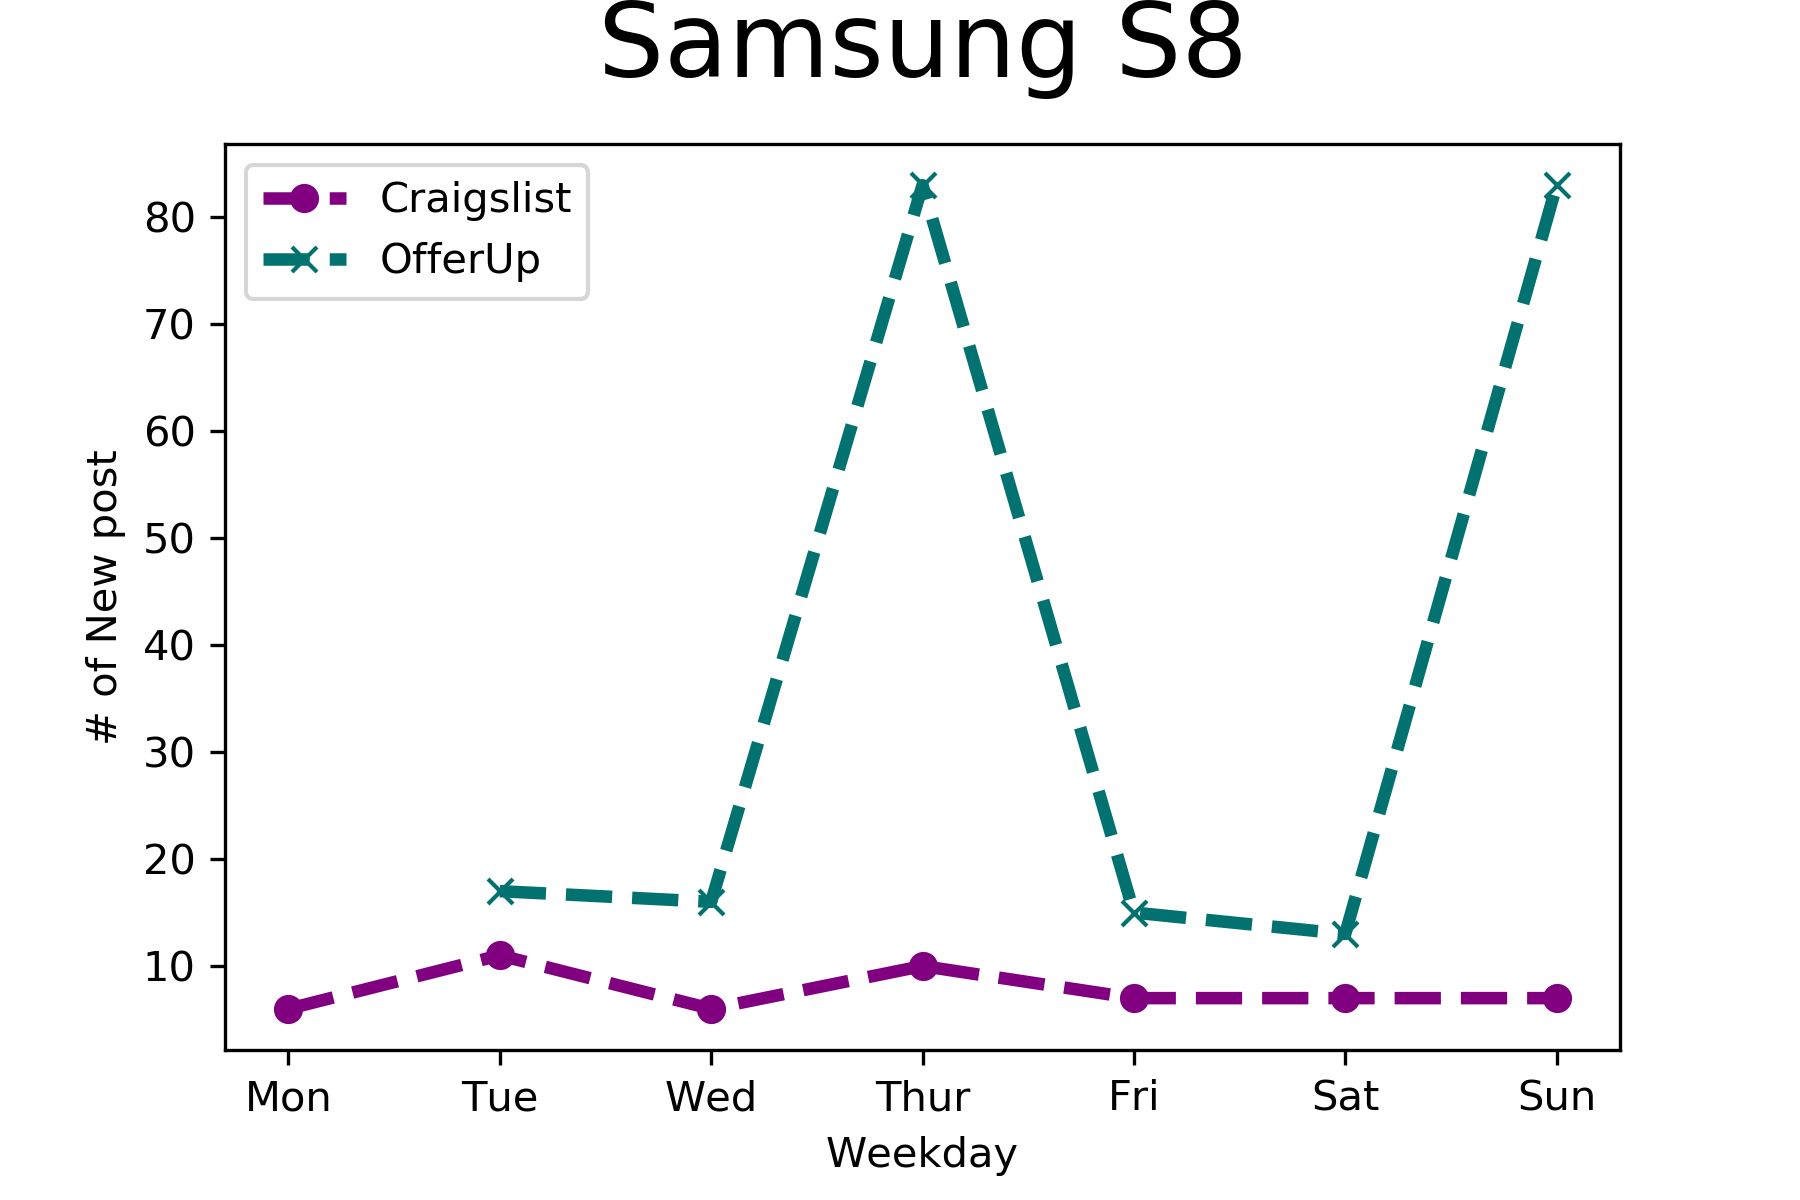 Samsung S8
Craigslist
OfferUp
80
70
60
50
40
30
20
10
# of New post
Mon Tue Wed Thur Fri Sat Sun
Weekday